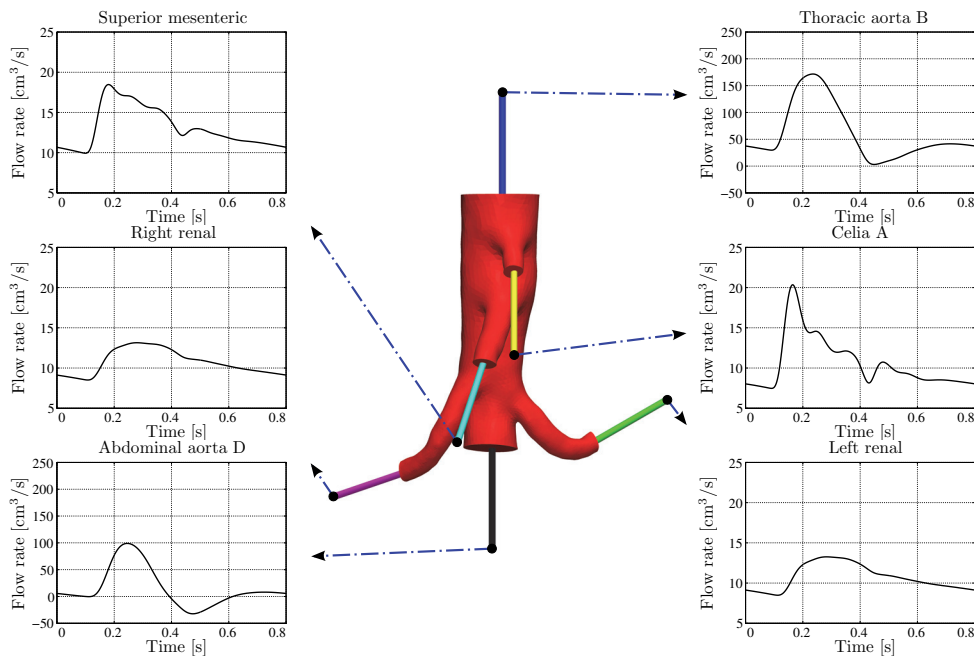 Superior mesenteric
25
20
15
10
5
Flow rate [cm³/s]
0 0.2 0.4 0.6 0.8
Time [s]
Right renal
25
20
15
10
5
Flow rate [cm³/s]
0 0.2 0.4 0.6 0.8
Time [s]
Abdominal aorta D
250
200
150
100
50
0
−50
Flow rate [cm³/s]
0 0.2 0.4 0.6 0.8
Time [s]
Thoracic aorta B
250
200
150
100
50
0
−50
Flow rate [cm³/s]
0 0.2 0.4 0.6 0.8
Time [s]
Celia A
25
20
15
10
5
Flow rate [cm³/s]
0 0.2 0.4 0.6 0.8
Time [s]
Left renal
25
20
15
10
5
Flow rate [cm³/s]
0 0.2 0.4 0.6 0.8
Time [s]